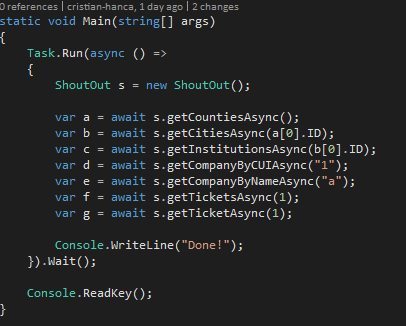 0 references | cristian-hanca, 1 day ago | 2 changes
static void Main(string[] args)
{
    Task.Run(async () =>
    {
        ShoutOut s = new ShoutOut();

        var a = await s.getCountiesAsync();
        var b = await s.getCitiesAsync(a[0].ID);
        var c = await s.getInstitutionsAsync(b[0].ID);
        var d = await s.getCompanyByCUIAsync("1");
        var e = await s.getCompanyByNameAsync("a");
        var f = await s.getTicketsAsync(1);
        var g = await s.getTicketAsync(1);

        Console.WriteLine("Done!");
    }).Wait();

    Console.ReadKey();
}